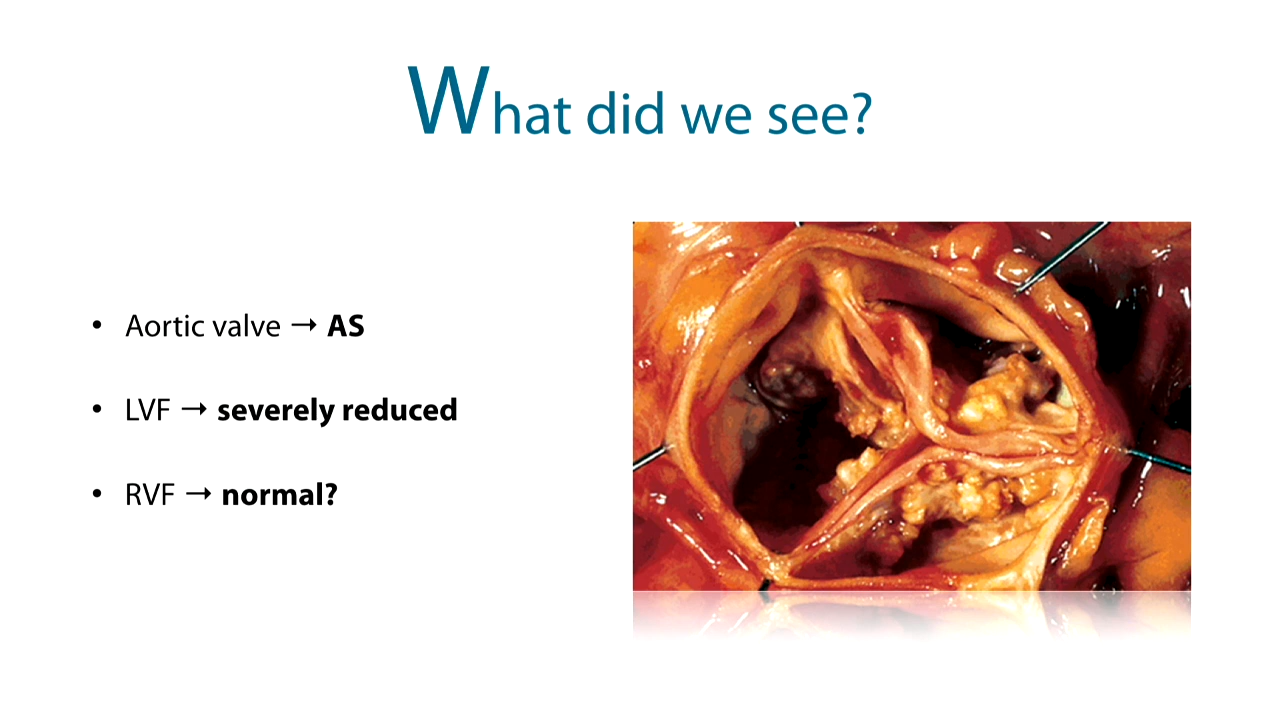 What did we see?
• Aortic valve → AS
• LVF → severely reduced
• RVF → normal?